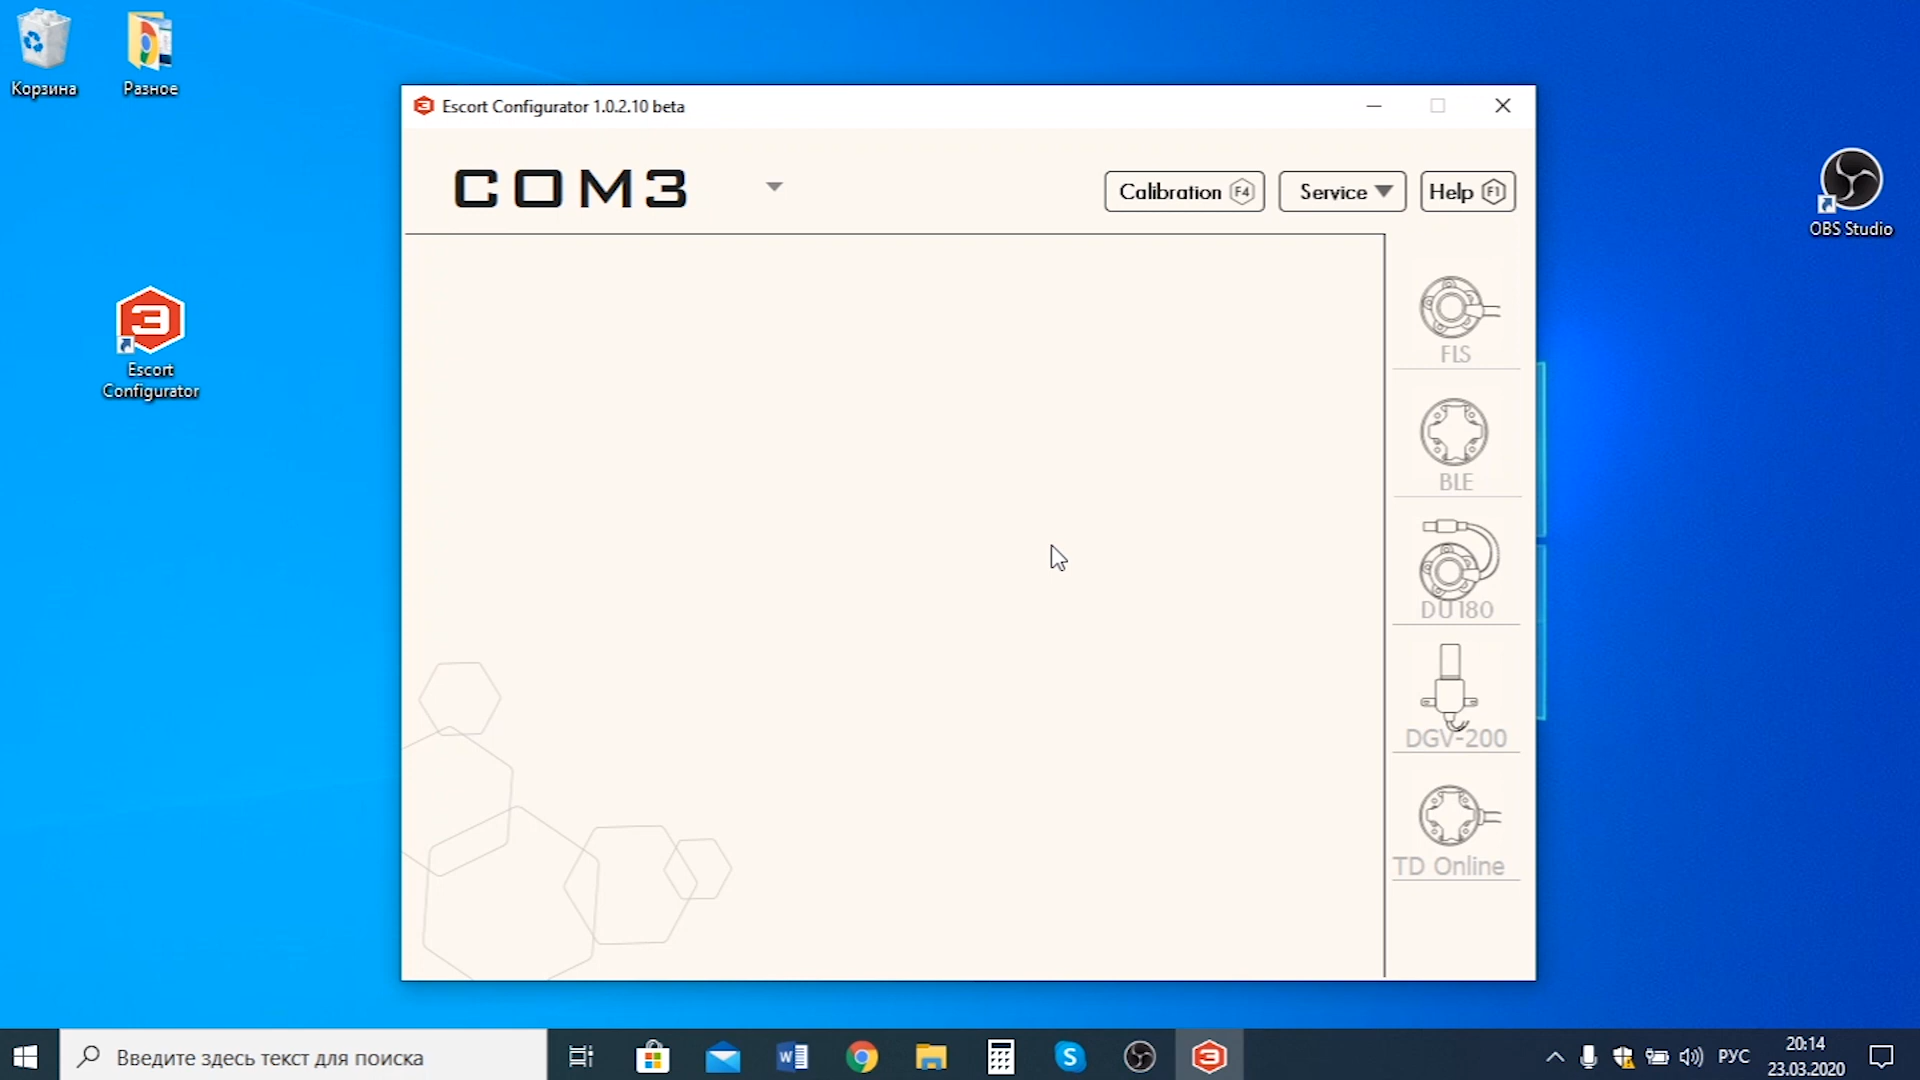 Корзина
Разное
Escort Configurator 1.0.2.10 beta
COM3
Calibration F4
Service
Help F1
OBS Studio
Escort
Configurator
FLS
BLE
DU180
DGV-200
TD Online
Введите здесь текст для поиска
РУС
20:14
23.03.2020